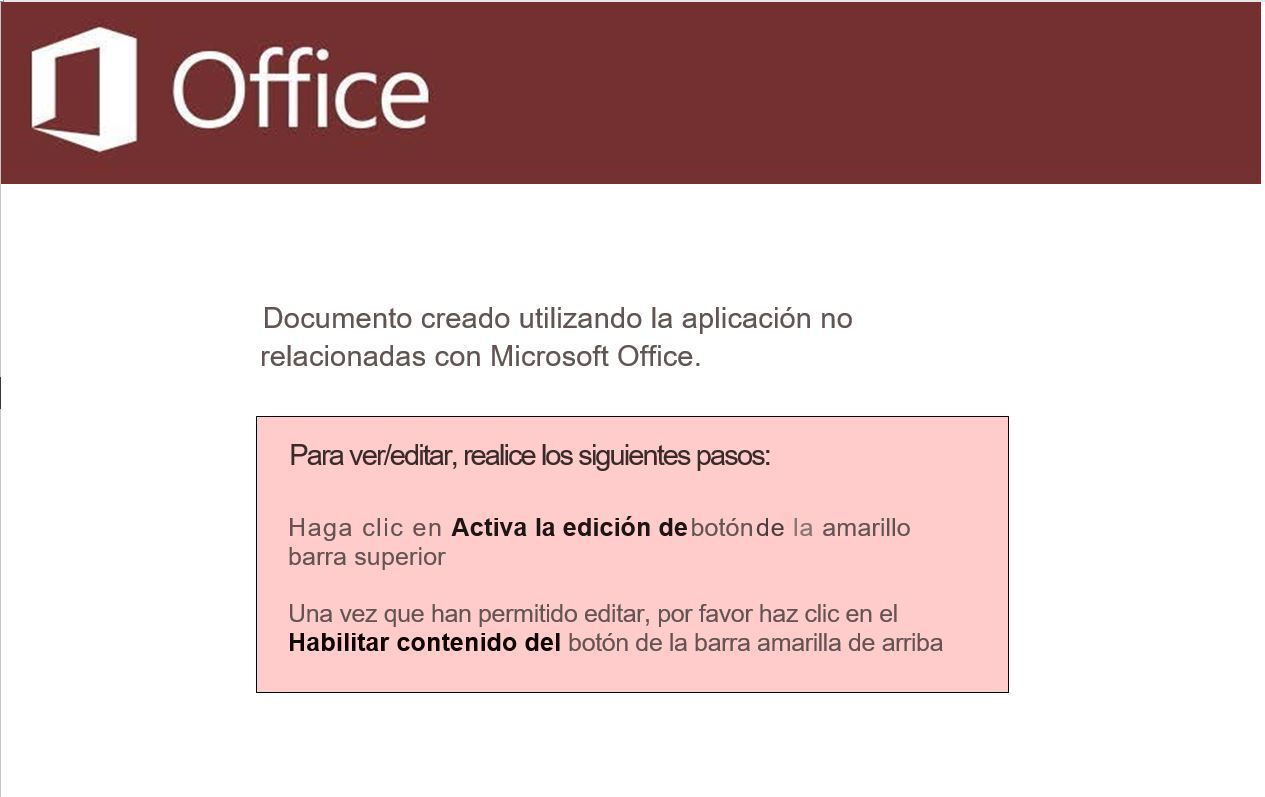 Office
Documento creado utilizando la aplicación no
relacionadas con Microsoft Office.
Para ver/editar, realice los siguientes pasos:
Haga clic en Activa la edición de botón de la amarillo
barra superior
Una vez que han permitido editar, por favor haz clic en el
Habilitar contenido del botón de la barra amarilla de arriba